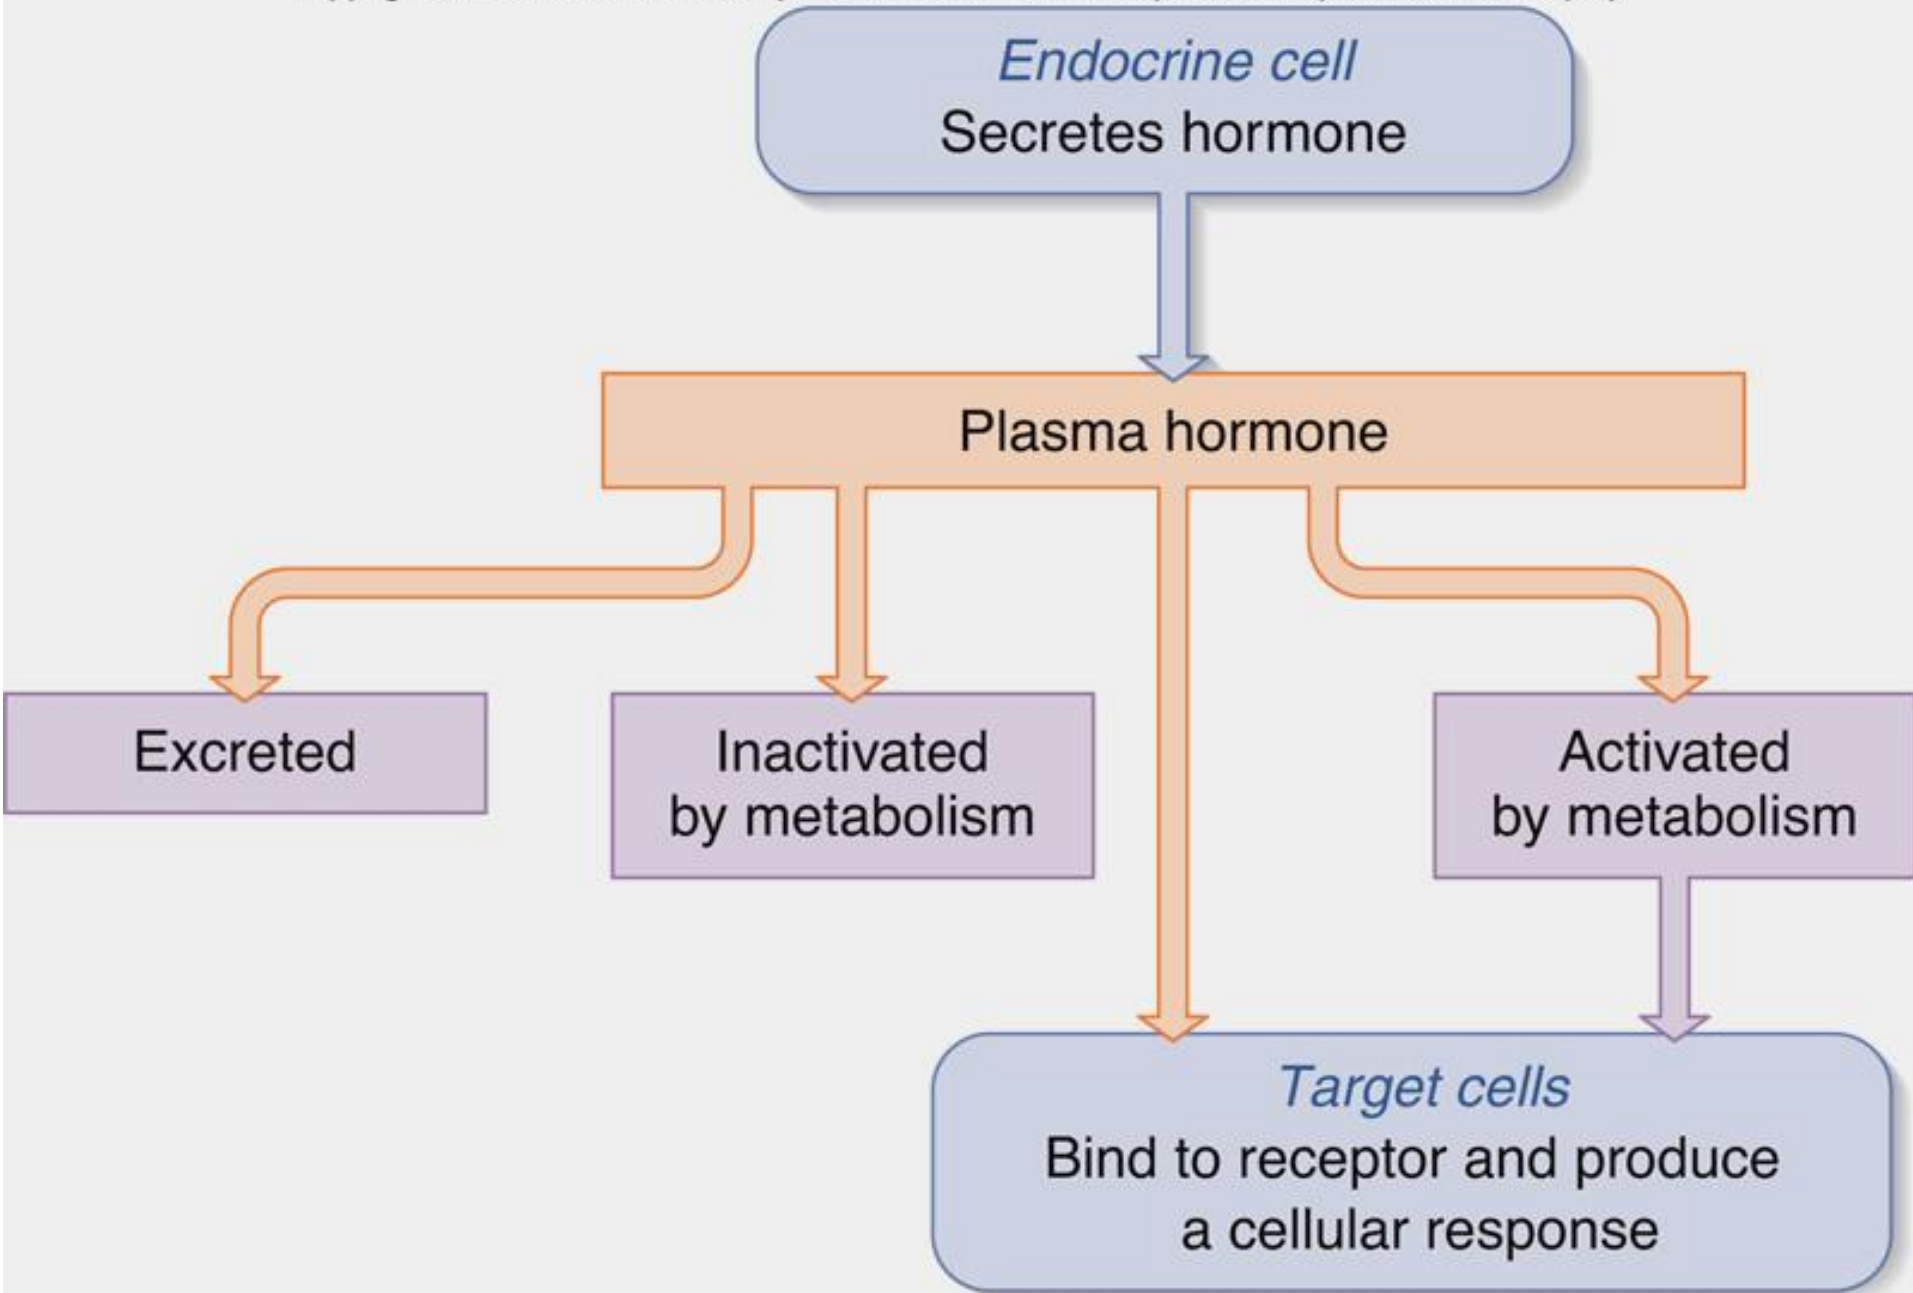 Endocrine cell
Secretes hormone
Plasma hormone
Excreted
Inactivated
by metabolism
Activated
by metabolism
Target cells
Bind to receptor and produce
a cellular response